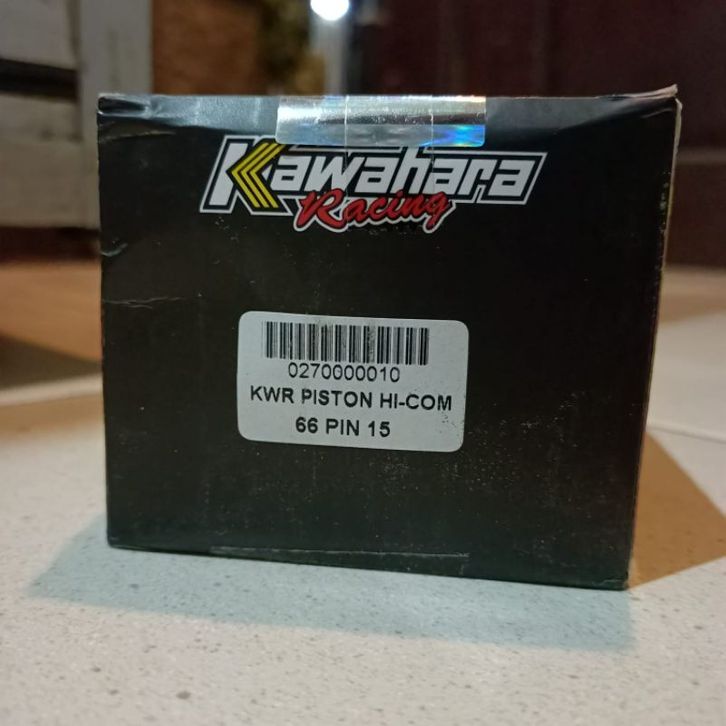 Kawahara
Racing
0270000010
KWR PISTON HI-COM
66 PIN 15